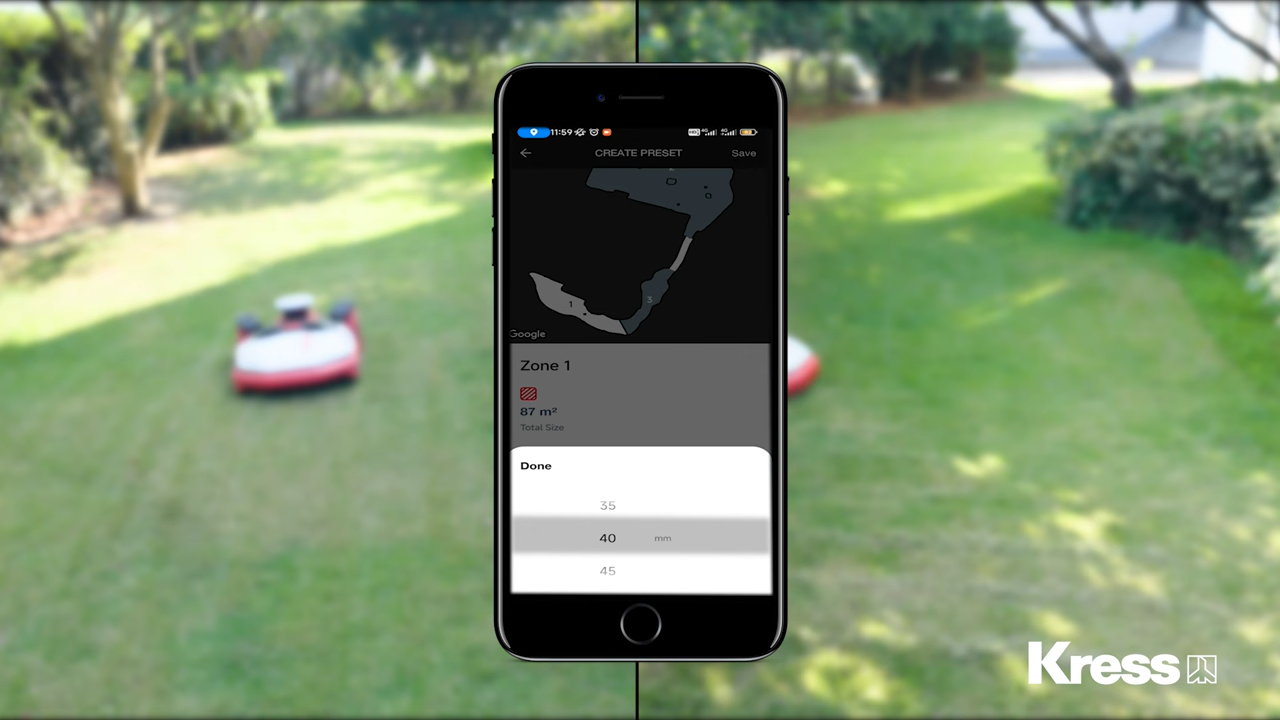 11:59
CREATE PRESET
Save
1
3
Google
Zone 1
87 m²
Total Size
Done
35
40 mm
45
Kress